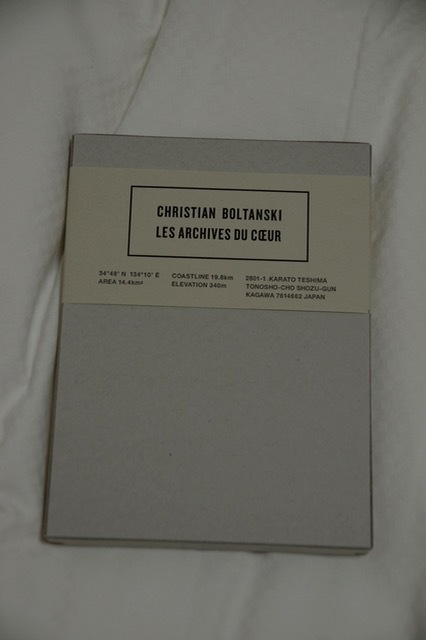 CHRISTIAN BOLTANSKI
LES ARCHIVES DU CŒUR
34°48' N 134°10' E
AREA 14.4km²
COASTLINE 19.8km
ELEVATION 340m
2801-1 .KARATO TESHIMA
TONOSHO-CHO SHOZU-GUN
KAGAWA 7614662 JAPAN